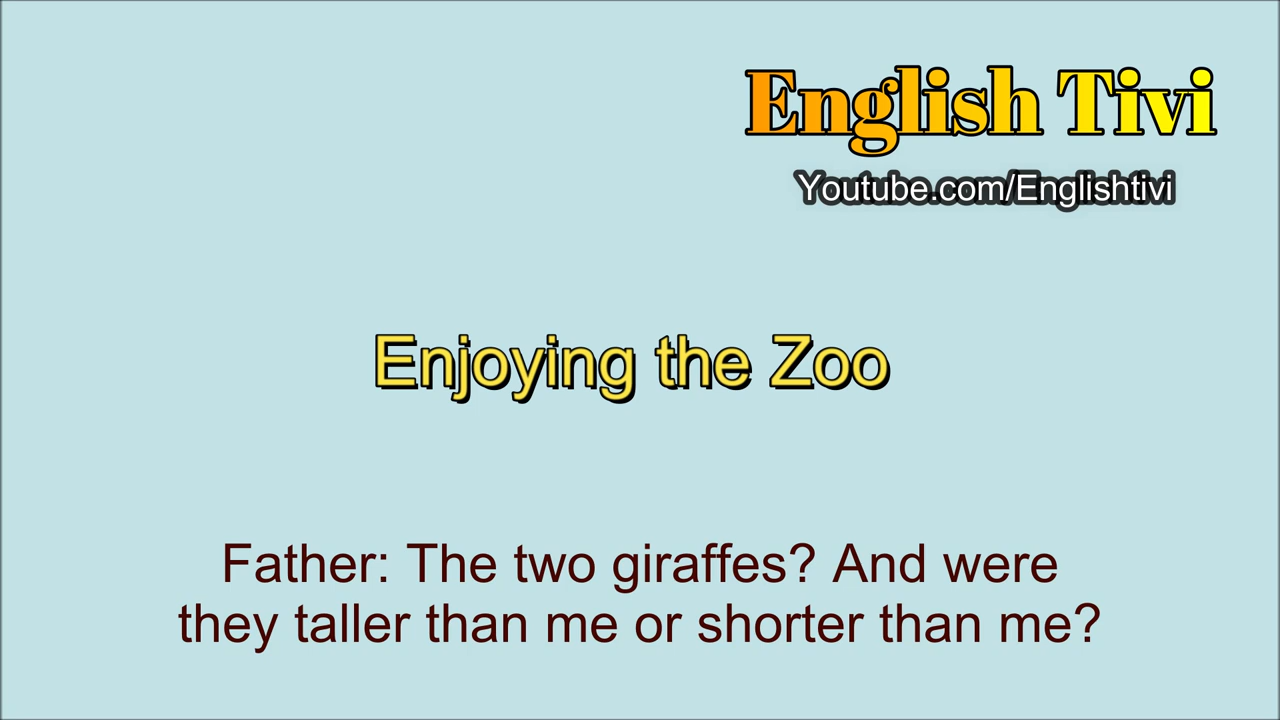 English Tivi
Youtube.com/Englishtivi
Enjoying the Zoo
Father: The two giraffes? And were
they taller than me or shorter than me?